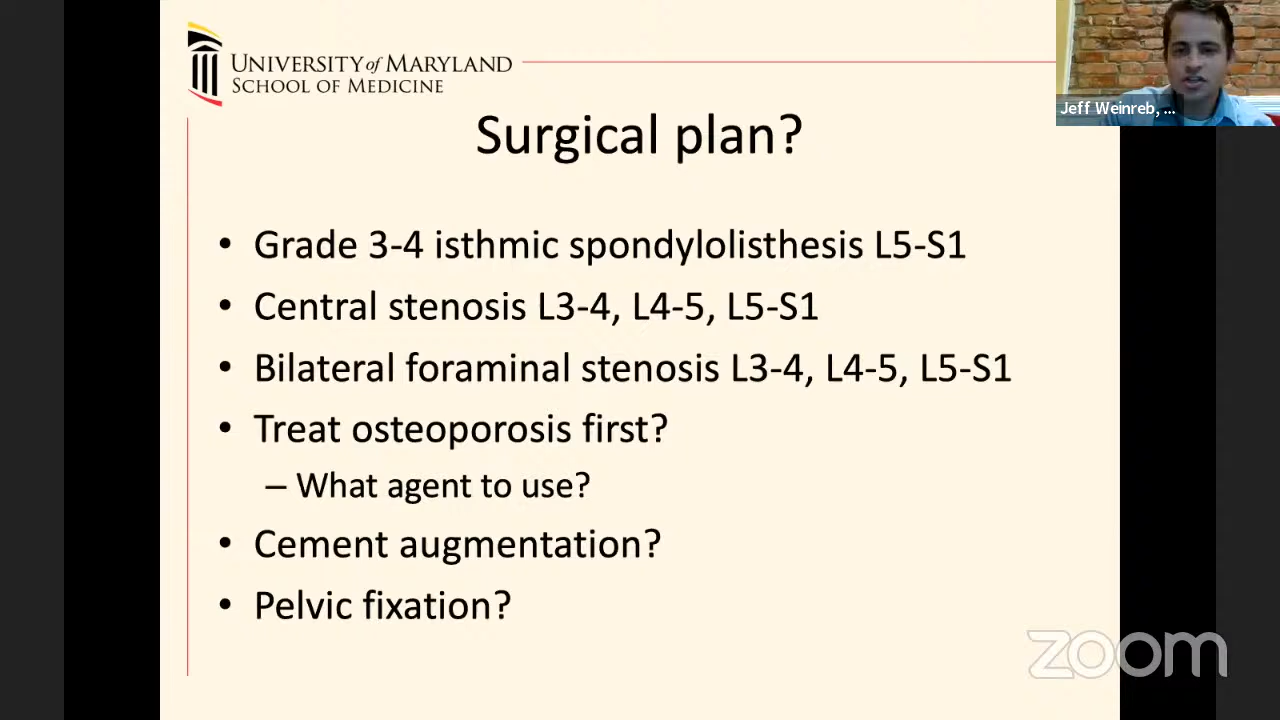 UNIVERSITY of MARYLAND
SCHOOL OF MEDICINE
Jeff Weinreb, ...
Surgical plan?
• Grade 3-4 isthmic spondylolisthesis L5-S1
• Central stenosis L3-4, L4-5, L5-S1
• Bilateral foraminal stenosis L3-4, L4-5, L5-S1
• Treat osteoporosis first?
– What agent to use?
• Cement augmentation?
• Pelvic fixation?
zoom